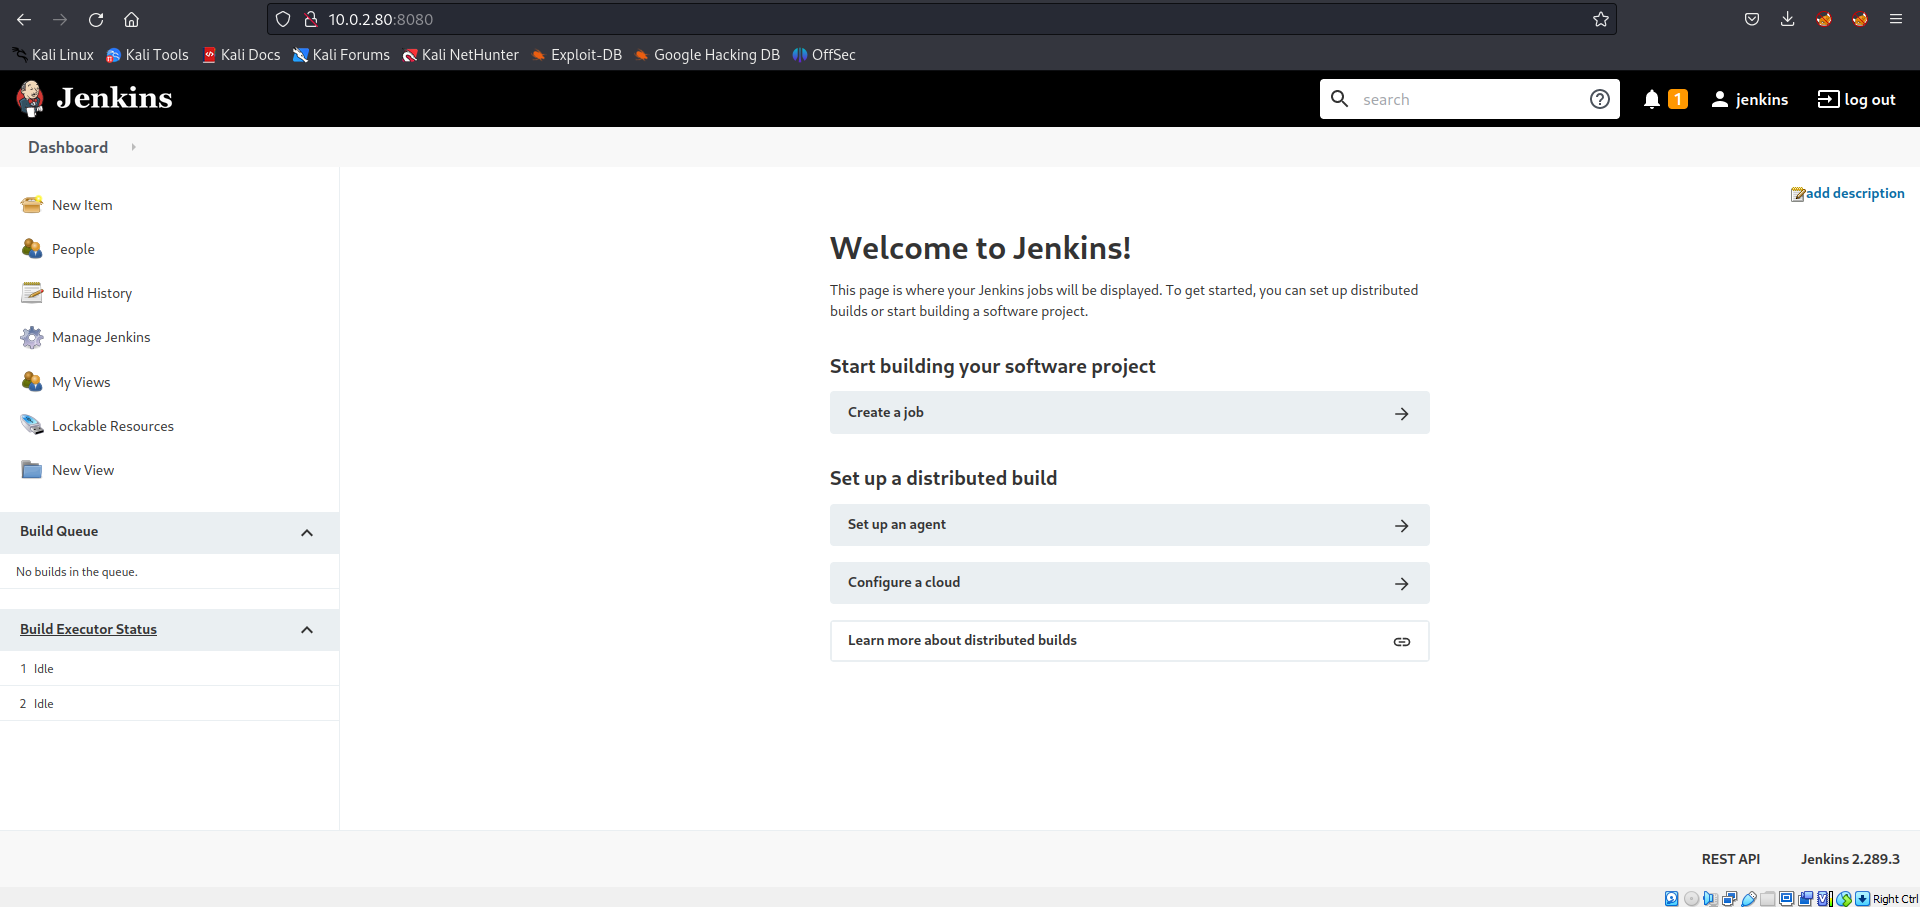 10.0.2.80:8080
Kali Linux Kali Tools Kali Docs Kali Forums Kali NetHunter Exploit-DB Google Hacking DB OffSec
Jenkins search 1 jenkins log out
Dashboard
add description
New Item
People
Build History
Manage Jenkins
My Views
Lockable Resources
New View
Build Queue
No builds in the queue.
Build Executor Status
1 Idle
2 Idle
Welcome to Jenkins!
This page is where your Jenkins jobs will be displayed. To get started, you can set up distributed
builds or start building a software project.
Start building your software project
Create a job
Set up a distributed build
Set up an agent
Configure a cloud
Learn more about distributed builds
REST API Jenkins 2.289.3
Right Ctrl